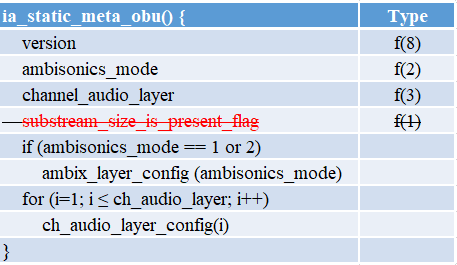 ia_static_meta_obu() { Type
version f(8)
ambisonics_mode f(2)
channel_audio_layer f(3)
substream_size_is_present_flag f(1)
if (ambisonics_mode == 1 or 2)
ambix_layer_config (ambisonics_mode)
for (i=1; i ≤ ch_audio_layer; i++)
ch_audio_layer_config(i)
}